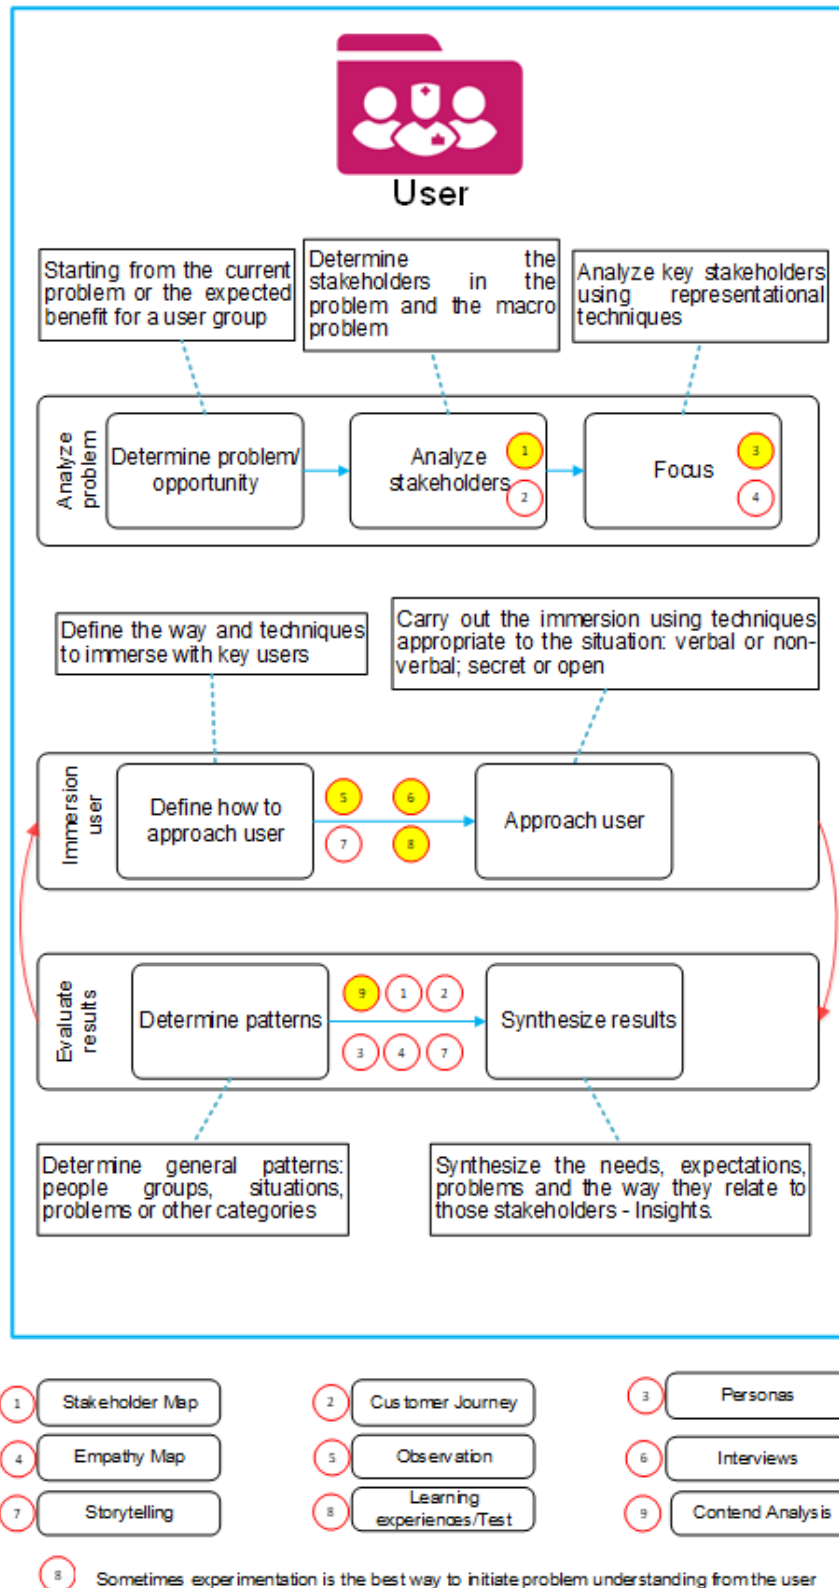 User
Starting from the current
problem or the expected
benefit for a user group
Determine the
stakeholders in the
problem and the macro
problem
Analyze key stakeholders
using representational
techniques
Analyze
problem
Determine problem/
opportunity
Analyze
stakeholders
1
2
Focus
3
4
Define the way and techniques
to immerse with key users
Carry out the immersion using techniques
appropriate to the situation: verbal or non-
verbal; secret or open
Immersion
user
Define how to
approach user
5
6
7
8
Approach user
Evaluate
results
Determine patterns
9
1
2
3
4
7
Synthesize results
Determine general patterns:
people groups, situations,
problems or other categories
Synthesize the needs, expectations,
problems and the way they relate to
those stakeholders - Insights.
1 Stakeholder Map
2 Customer Journey
3 Personas
4 Empathy Map
5 Observation
6 Interviews
7 Storytelling
8 Learning
experiences/Test
9 Contend Analysis
8 Sometimes experimentation is the best way to initiate problem understanding from the user